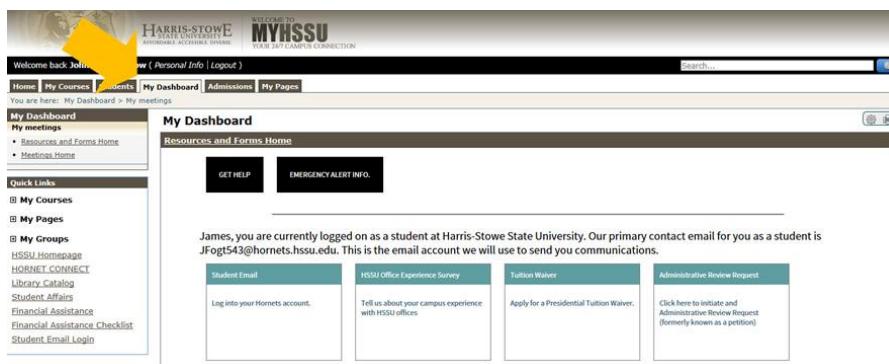 HARRIS-STOWE
STATE UNIVERSITY
AFFORDABLE. ACCESSIBLE. DIVERSE.
WELCOME TO
MYHSSU
YOUR 24/7 CAMPUS CONNECTION
Welcome back ( Personal Info | Logout )
Search...
Home My Courses My Dashboard Admissions My Pages
You are here: My Dashboard > My meetings
My Dashboard
My meetings
Resources and Forms Home
Meetings Home
Quick Links
My Courses
My Pages
My Groups
HSSU Homepage
HORNET CONNECT
Library Catalog
Student Affairs
Financial Assistance
Financial Assistance Checklist
Student Email Login
My Dashboard
Resources and Forms Home
GET HELP
EMERGENCY ALERT INFO.
James, you are currently logged on as a student at Harris-Stowe State University. Our primary
contact email for you as a student is
JFogt543@hornets.hssu.edu. This is the email account we will use to send you communications.
Student Email
Log into your Hornets account.
HSSU Office Experience Survey
Tell us about your campus experience
with HSSU offices
Tuition Waiver
Apply for a Presidential Tuition Waiver.
Administrative Review Request
Click here to initiate and
Administrative Review Request
(formerly known as a petition)